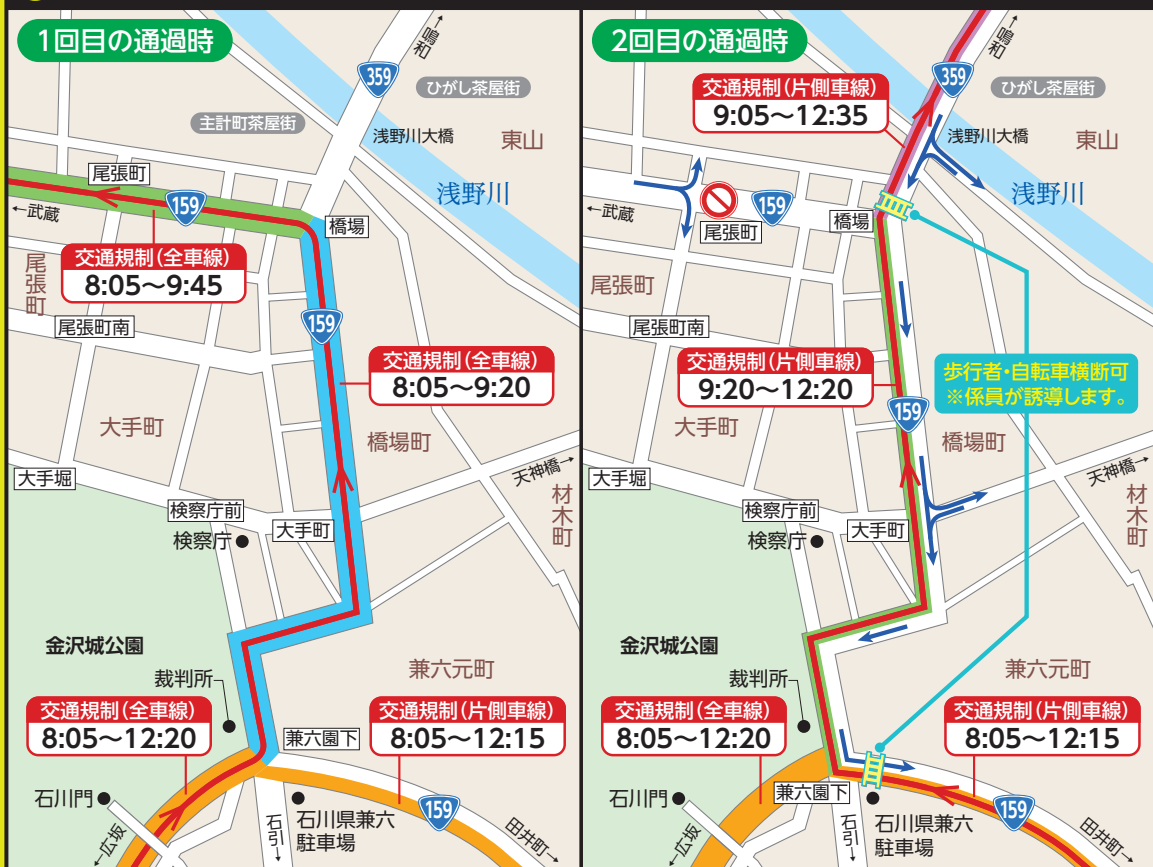 1回目の通過時
↑鳴和
359
ひがし茶屋街
主計町茶屋街
浅野川大橋
東山
尾張町
浅野川
159
←武蔵
橋場
交通規制(全車線)
8:05～9:45
尾張町
159
尾張町南
交通規制(全車線)
8:05～9:20
大手町
橋場町
天神橋→
大手堀
材木町
検察庁前
検察庁
大手町
金沢城公園
兼六元町
裁判所
交通規制(全車線)
8:05～12:20
兼六園下
交通規制(片側車線)
8:05～12:15
石川門
159
石川県兼六
駐車場
←広坂
石引→
田井町→
2回目の通過時
↑鳴和
359
交通規制(片側車線)
9:05～12:35
ひがし茶屋街
浅野川大橋
東山
浅野川
←武蔵
159
尾張町
橋場
尾張町
尾張町南
交通規制(片側車線)
9:20～12:20
歩行者・自転車横断可
※係員が誘導します。
159
大手町
橋場町
天神橋→
大手堀
材木町
検察庁前
検察庁
大手町
金沢城公園
兼六元町
裁判所
交通規制(全車線)
8:05～12:20
交通規制(片側車線)
8:05～12:15
兼六園下
石川門
159
石川県兼六
駐車場
←広坂
石引→
田井町→